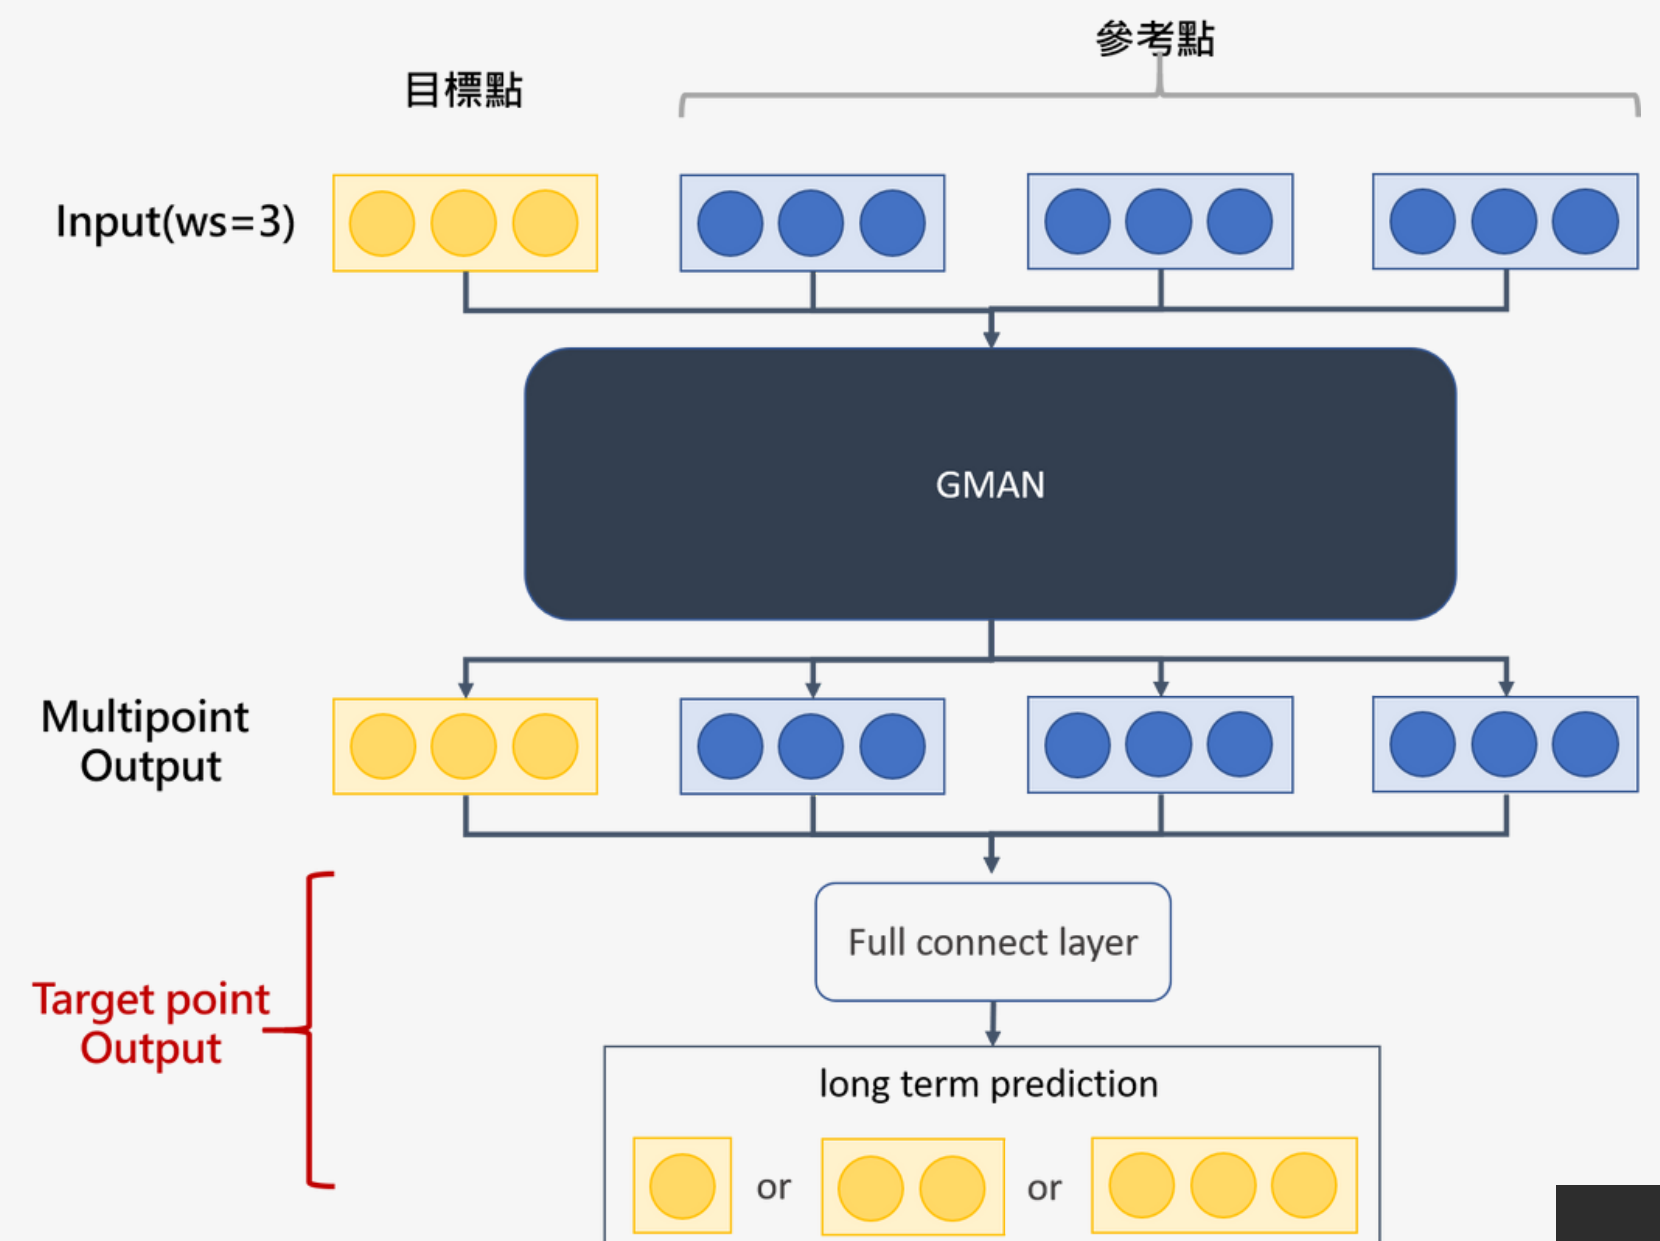 參考點
目標點
Input(ws=3)
GMAN
Multipoint
Output
Full connect layer
Target point
Output
long term prediction
or
or